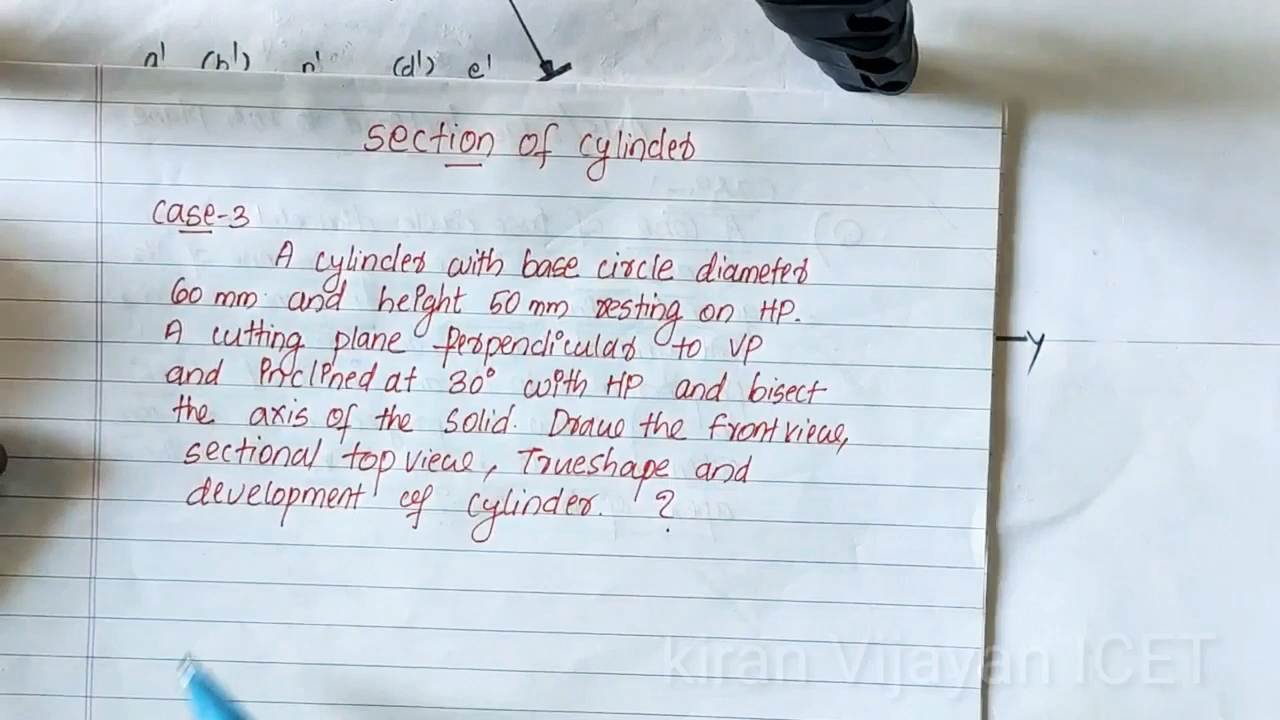 a' (b') n' (d') e'
section of cylinder
case-3
A cylinder with base circle diameter
60 mm and height 50 mm resting on HP.
A cutting plane perpendicular to VP
and inclined at 30° with HP and bisect
the axis of the solid. Draw the front view,
sectional top view, Trueshape and
development of cylinder. ?
y
kiran Vijayan ICET